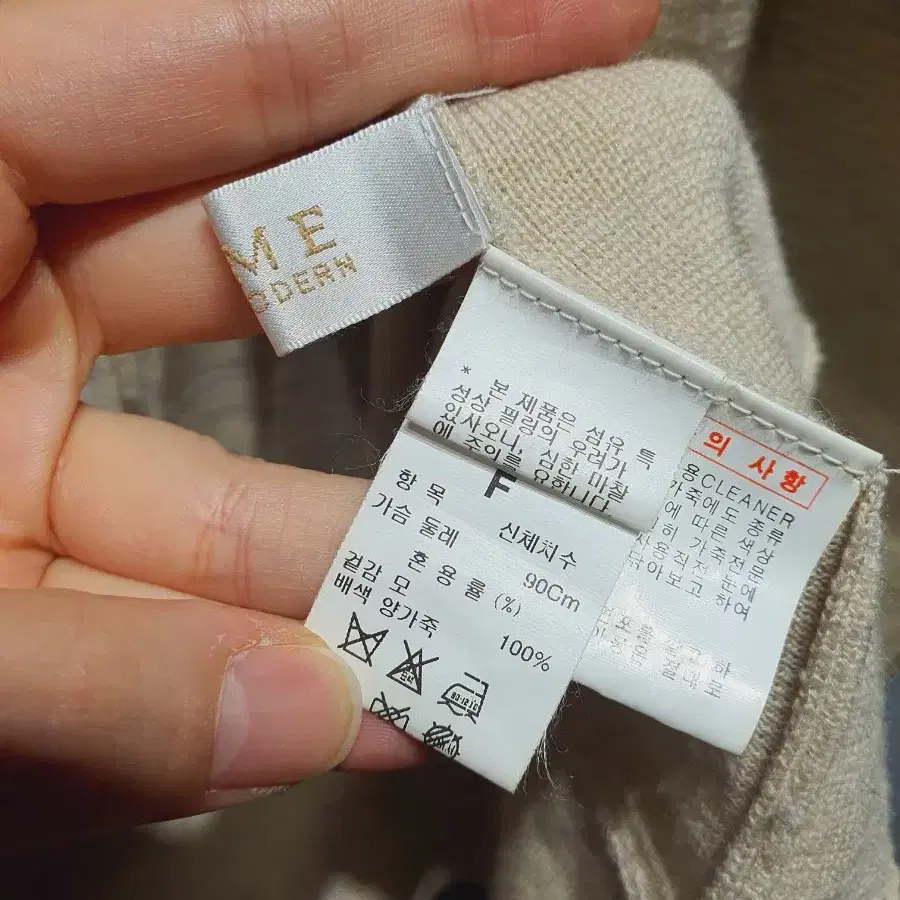 ME
ODERN
* 본 제품은 섬유 특
성상 필링의 우려가
있사오니, 심한 마찰
에 주의를 요합니다.
F
항 목 신체치수
가슴 둘레 90Cm
혼 용 률 (%)
겉감 모 100%
배색 양가죽
80-120℃
의 사항
용CLEANER
가죽에도 종류
에 따른 색상
히 가죽전문
사용직전 눈에
닦아보고 하여
절대로